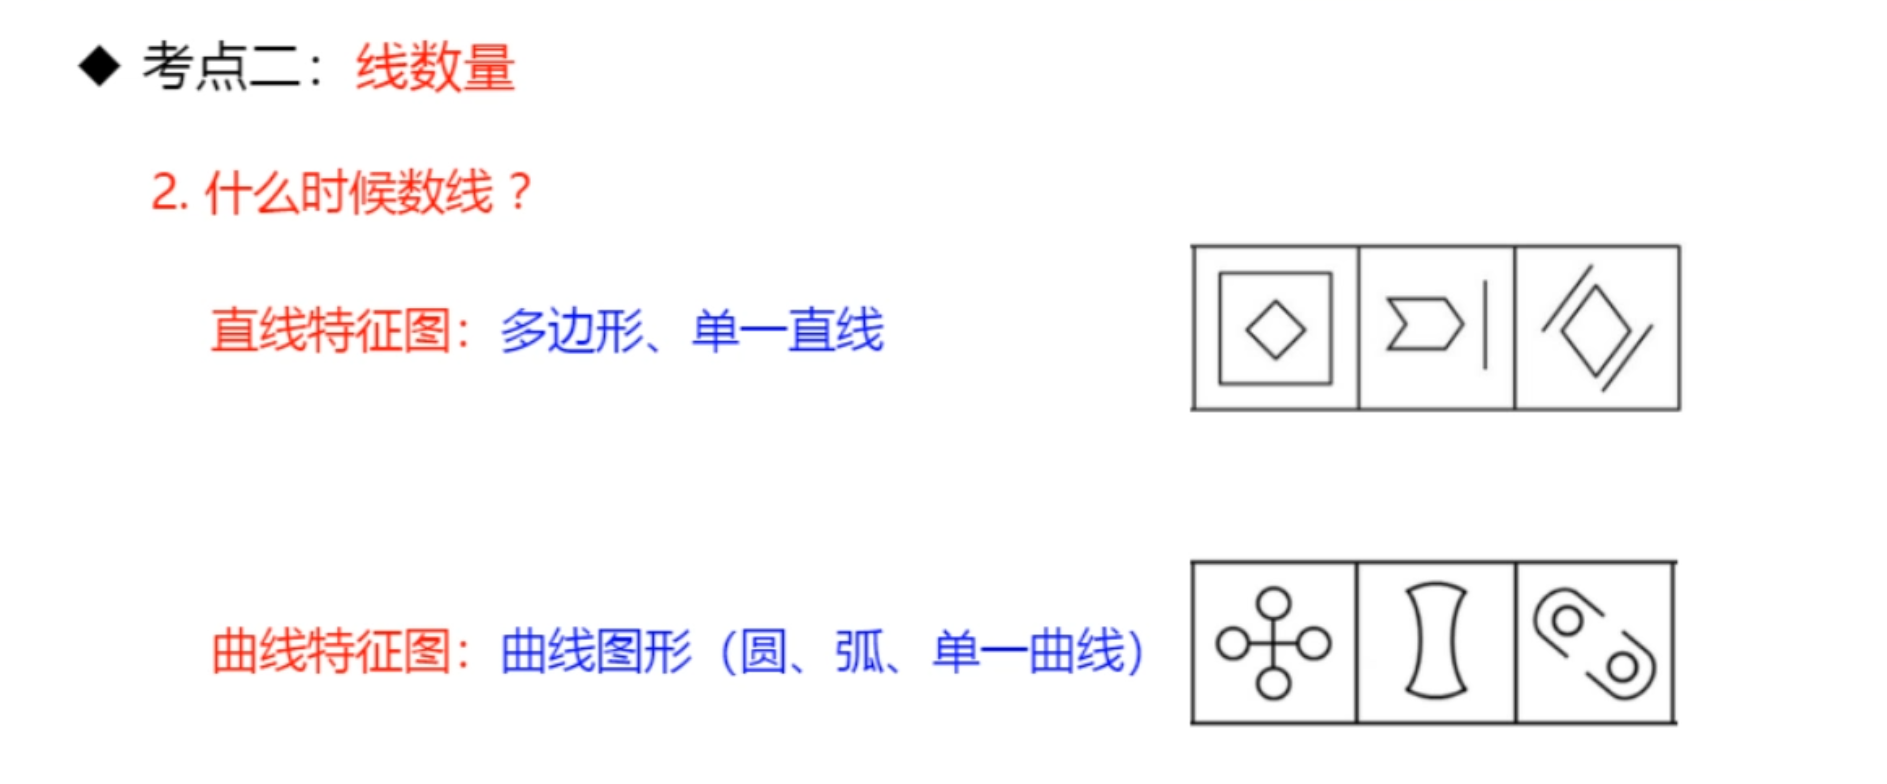 ◆ 考点二：线数量
2. 什么时候数线？
直线特征图：多边形、单一直线
曲线特征图：曲线图形（圆、弧、单一曲线）